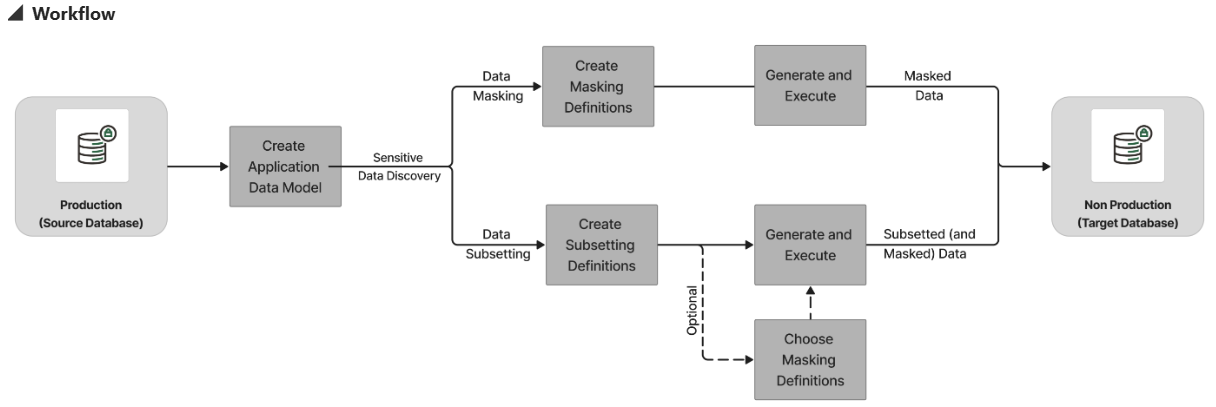 Workflow
Production
(Source Database)
Create
Application
Data Model
Sensitive
Data Discovery
Data
Masking
Create
Masking
Definitions
Generate and
Execute
Masked
Data
Data
Subsetting
Create
Subsetting
Definitions
Optional
Generate and
Execute
Choose
Masking
Definitions
Subsetted (and
Masked) Data
Non Production
(Target Database)